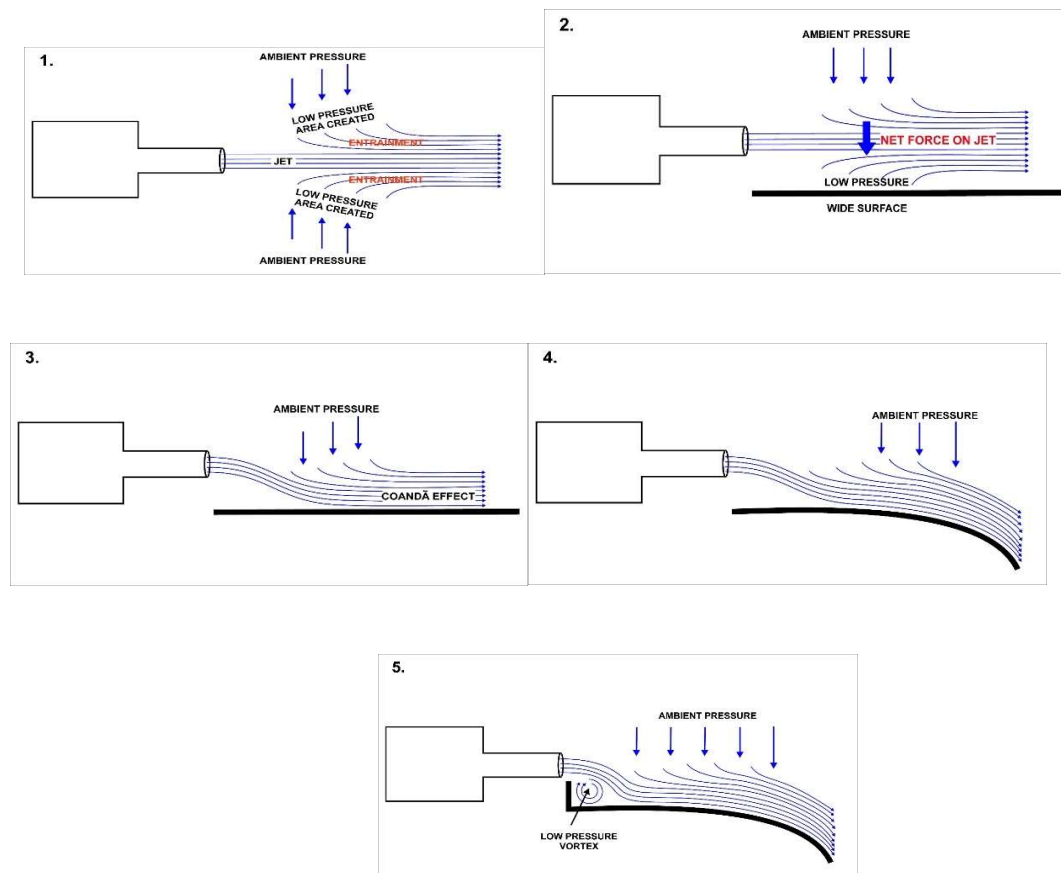 1.
AMBIENT PRESSURE
LOW PRESSURE
AREA CREATED
ENTRAINMENT
JET
ENTRAINMENT
LOW PRESSURE
AREA CREATED
AMBIENT PRESSURE
2.
AMBIENT PRESSURE
NET FORCE ON JET
LOW PRESSURE
WIDE SURFACE
3.
AMBIENT PRESSURE
COANDĂ EFFECT
4.
AMBIENT PRESSURE
5.
AMBIENT PRESSURE
LOW PRESSURE
VORTEX